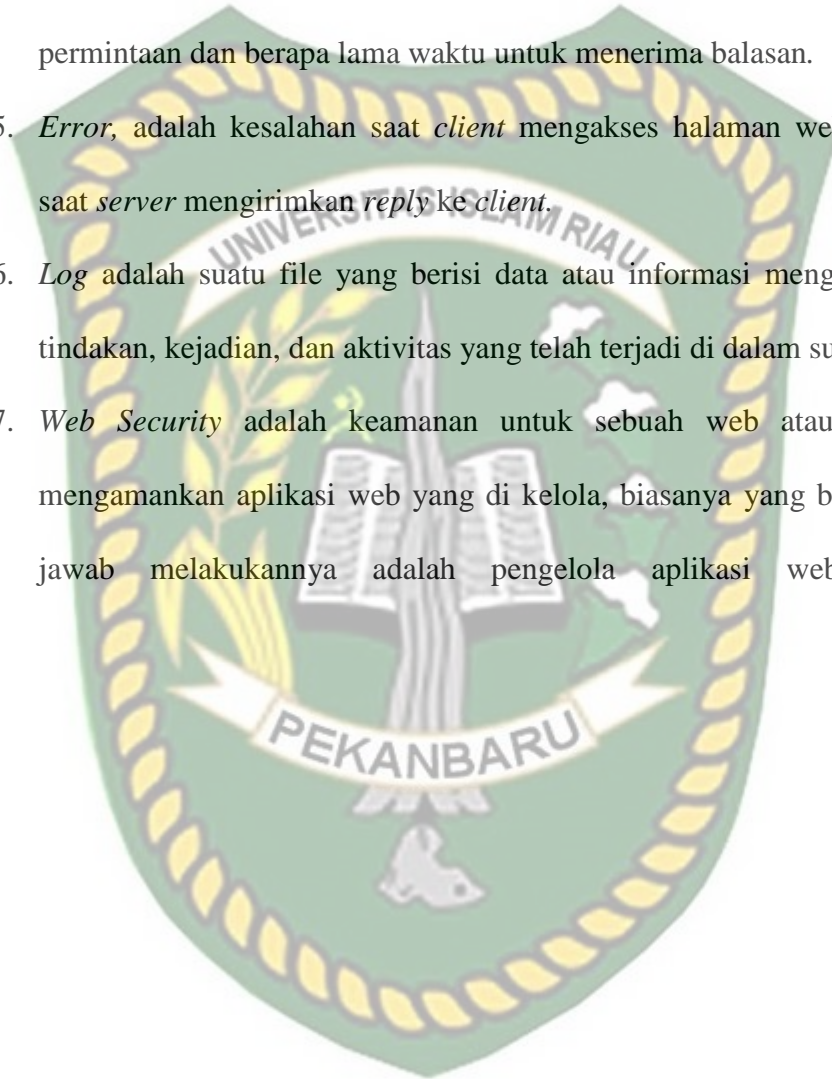 permintaan dan berapa lama waktu untuk menerima balasan.
5. Error, adalah kesalahan saat client mengakses halaman we
saat server mengirimkan reply ke client.
UNIVERSITAS ISLAM RIAU
6. Log adalah suatu file yang berisi data atau informasi meng
tindakan, kejadian, dan aktivitas yang telah terjadi di dalam su
7. Web Security adalah keamanan untuk sebuah web atau
mengamankan aplikasi web yang di kelola, biasanya yang b
jawab melakukannya adalah pengelola aplikasi web
PEKANBARU